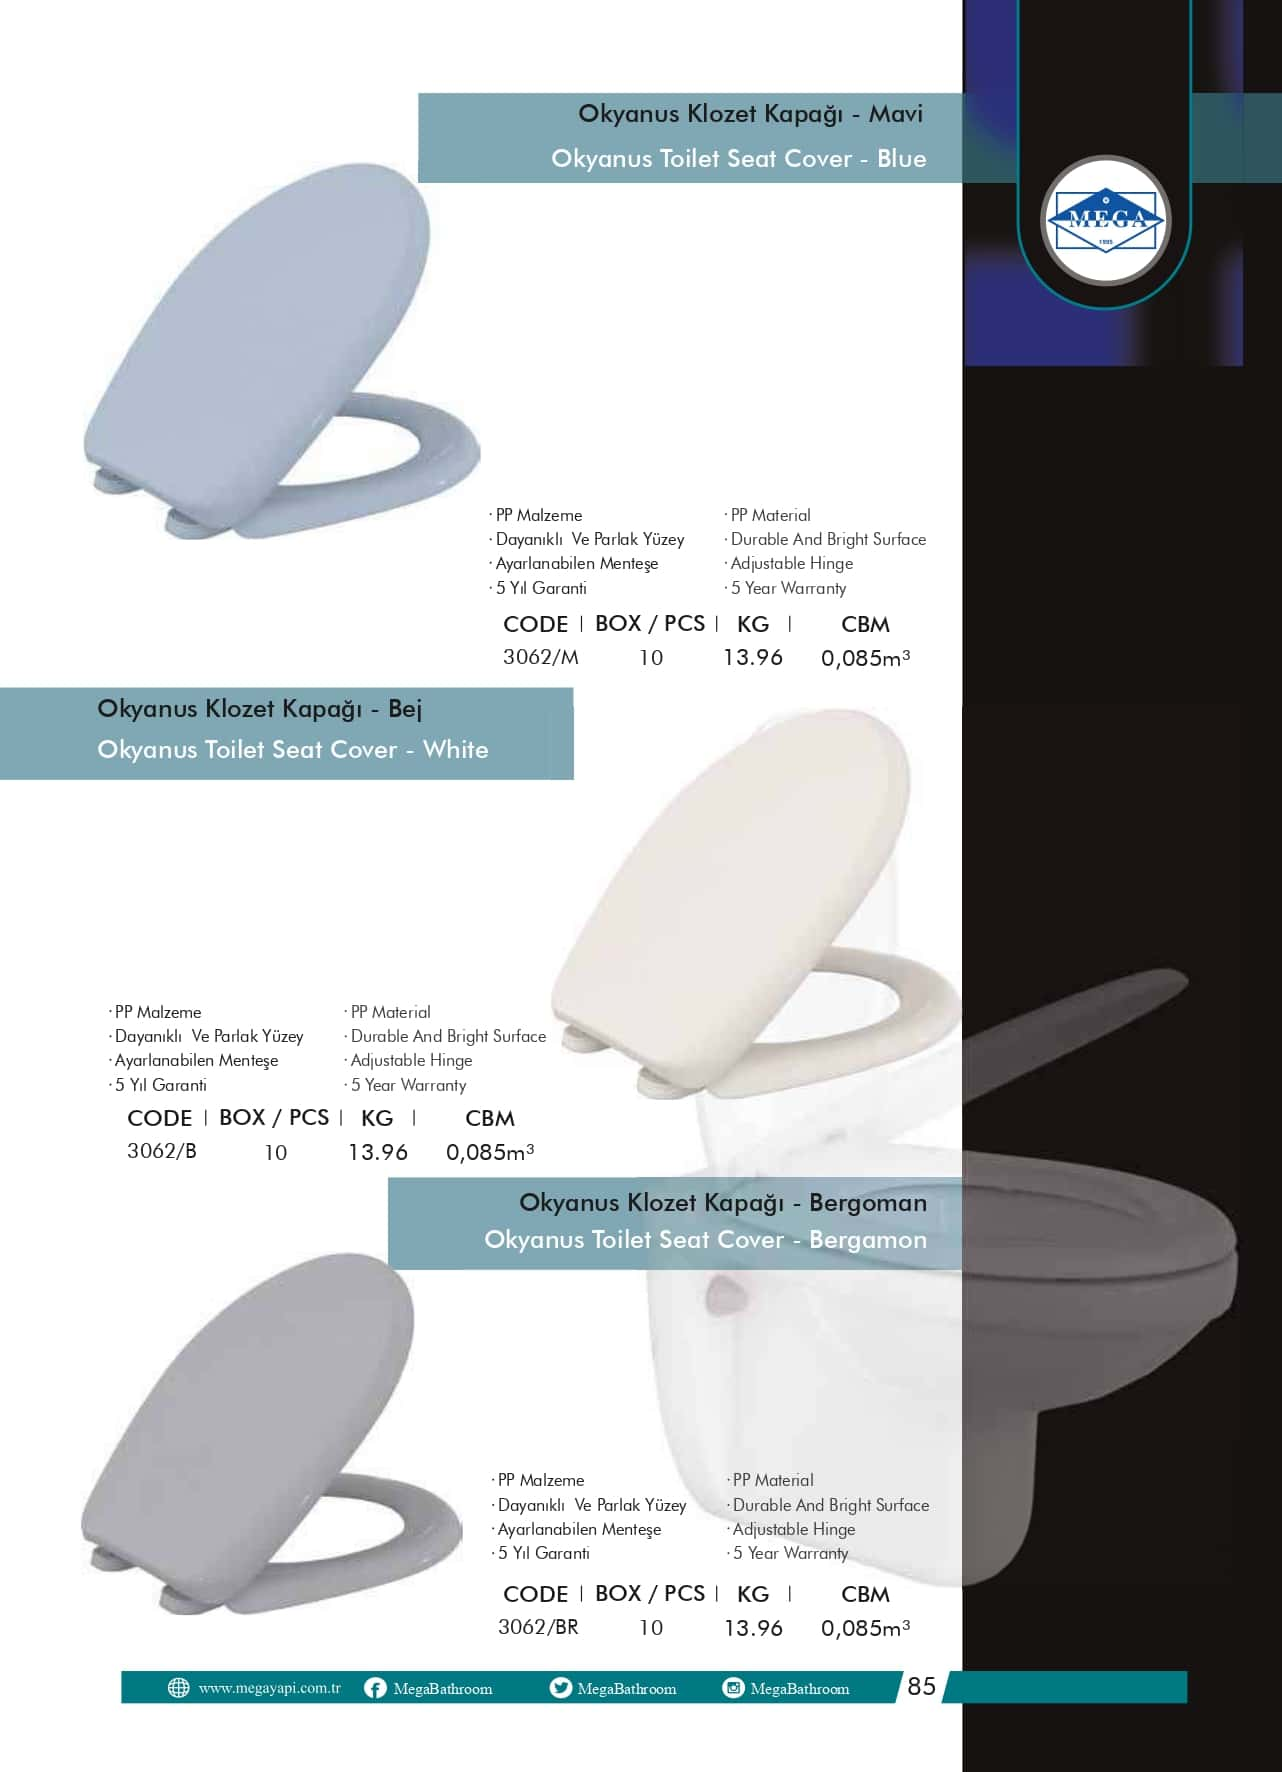 Okyanus Klozet Kapağı - Mavi
Okyanus Toilet Seat Cover - Blue
MEGA
1995
· PP Malzeme
· Dayanıklı Ve Parlak Yüzey
· Ayarlanabilen Menteşe
· 5 Yıl Garanti
· PP Material
· Durable And Bright Surface
· Adjustable Hinge
· 5 Year Warranty
CODE | BOX / PCS | KG | CBM
3062/M 10 13.96 0,085m³
Okyanus Klozet Kapağı - Bej
Okyanus Toilet Seat Cover - White
· PP Malzeme
· Dayanıklı Ve Parlak Yüzey
· Ayarlanabilen Menteşe
· 5 Yıl Garanti
· PP Material
· Durable And Bright Surface
· Adjustable Hinge
· 5 Year Warranty
CODE | BOX / PCS | KG | CBM
3062/B 10 13.96 0,085m³
Okyanus Klozet Kapağı - Bergoman
Okyanus Toilet Seat Cover - Bergamon
· PP Malzeme
· Dayanıklı Ve Parlak Yüzey
· Ayarlanabilen Menteşe
· 5 Yıl Garanti
· PP Material
· Durable And Bright Surface
· Adjustable Hinge
· 5 Year Warranty
CODE | BOX / PCS | KG | CBM
3062/BR 10 13.96 0,085m³
www.megayapi.com.tr MegaBathroom MegaBathroom MegaBathroom 85